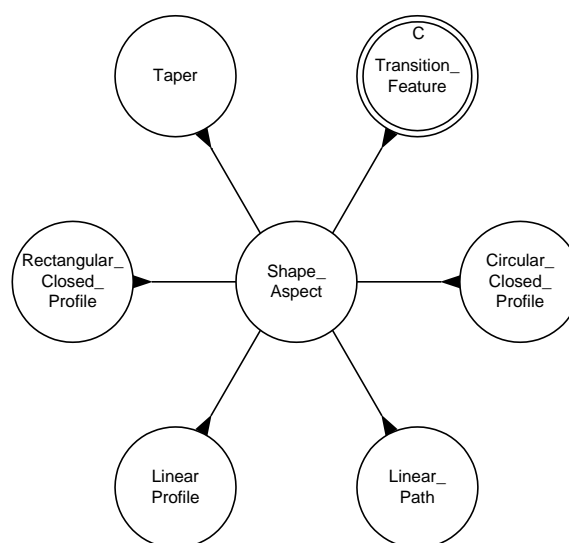 Taper
C
Transition_
Feature
Rectangular_
Closed_
Profile
Shape_
Aspect
Circular_
Closed_
Profile
Linear
Profile
Linear_
Path